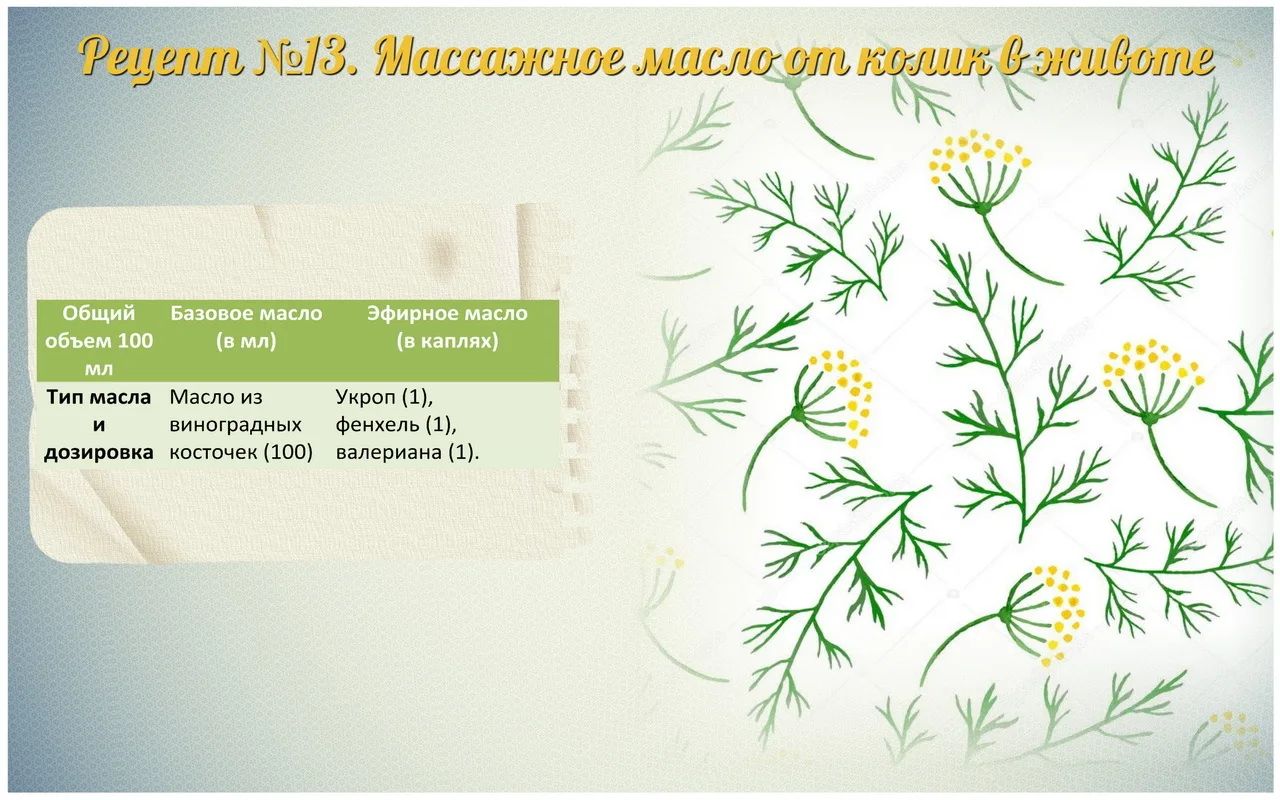 Рецепт №13. Массажное масло от колик в животе
Общий объем 100 мл
Базовое масло (в мл)
Эфирное масло (в каплях)
Тип масла и дозировка
Масло из виноградных косточек (100)
Укроп (1), фенхель (1), валериана (1).